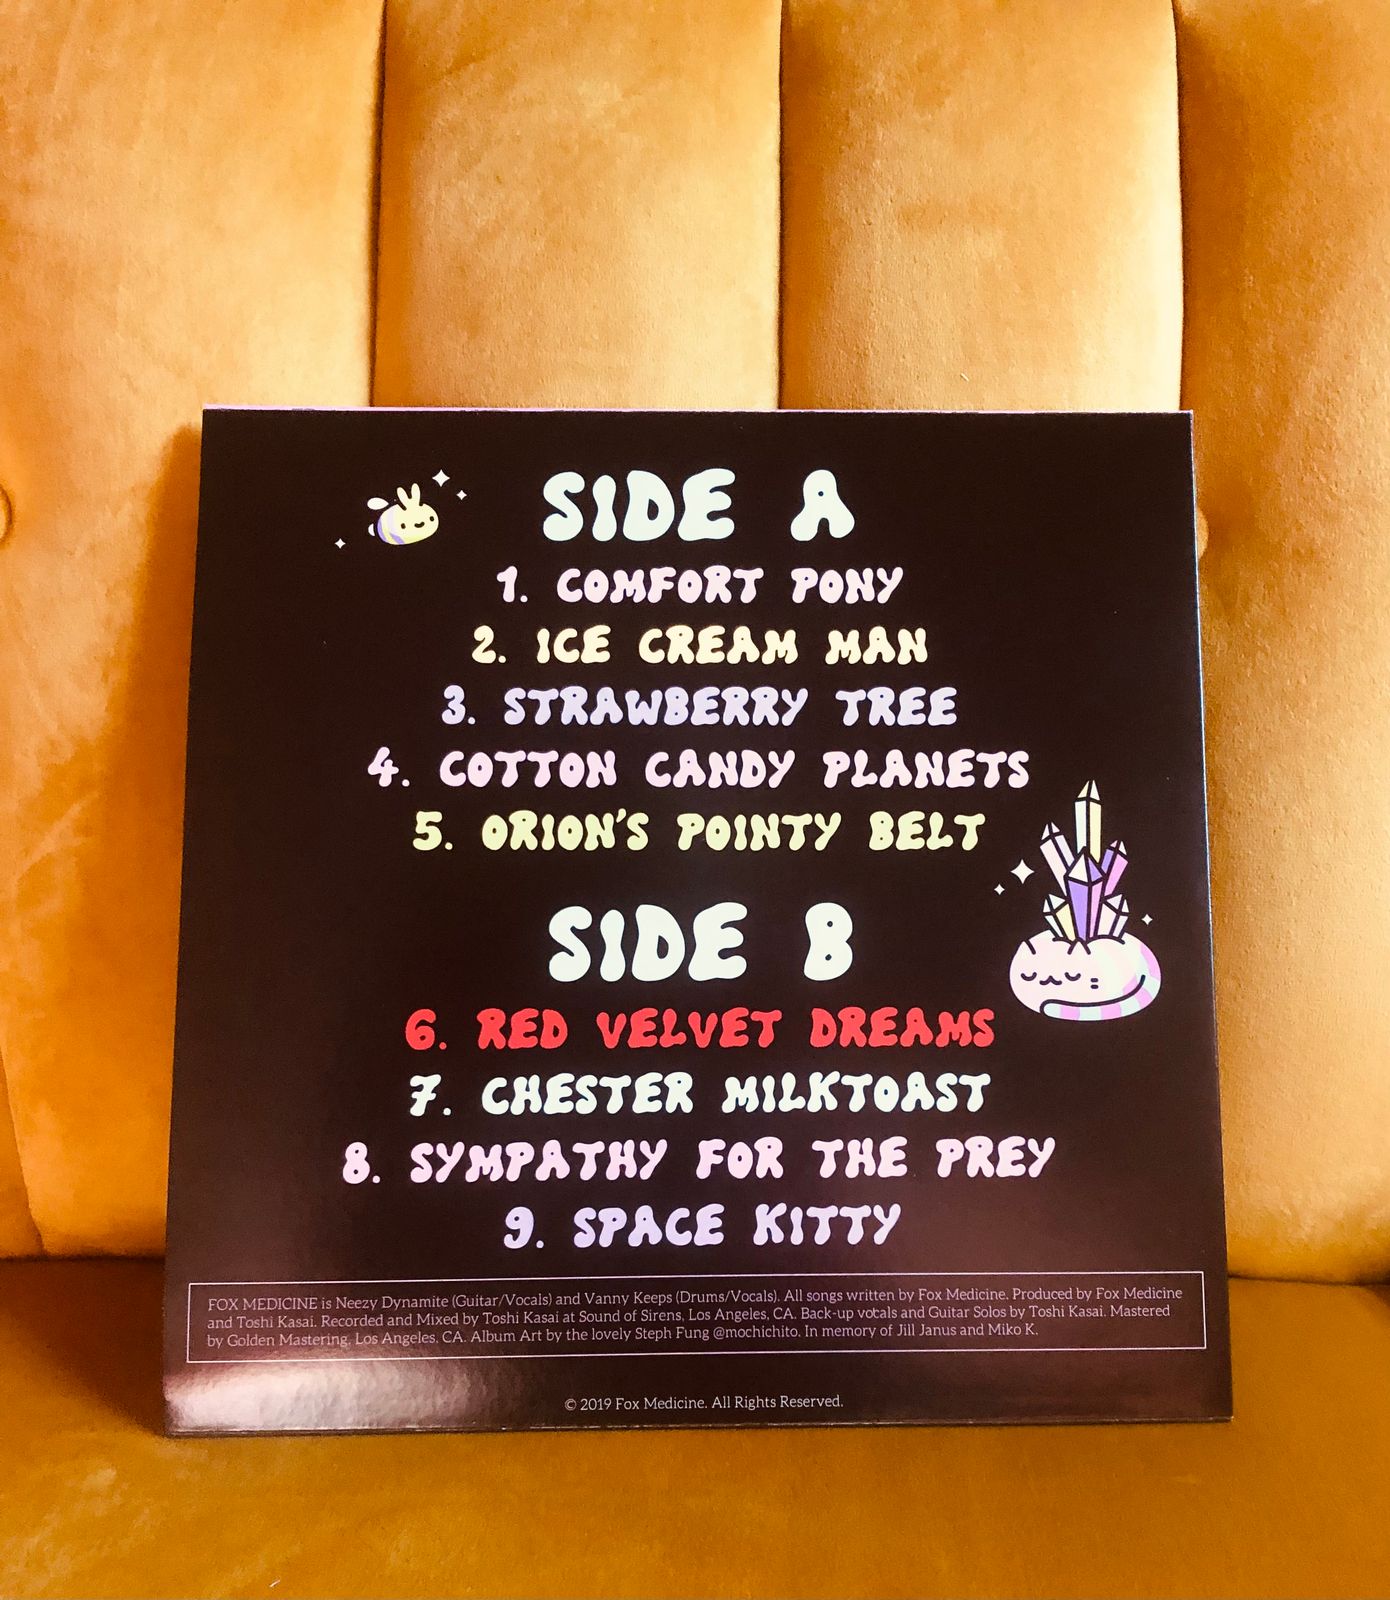 SIDE A
1. COMFORT PONY
2. ICE CREAM MAN
3. STRAWBERRY TREE
4. COTTON CANDY PLANETS
5. ORION'S POINTY BELT
SIDE B
6. RED VELVET DREAMS
7. CHESTER MILKTOAST
8. SYMPATHY FOR THE PREY
9. SPACE KITTY
FOX MEDICINE is Neezy Dynamite (Guitar/Vocals) and Vanny Keeps (Drums/Vocals). All songs written by Fox Medicine. Produced by Fox Medicine
and Toshi Kasai. Recorded and Mixed by Toshi Kasai at Sound of Sirens, Los Angeles, CA. Back-up vocals and Guitar Solos by Toshi Kasai. Mastered
by Golden Mastering, Los Angeles, CA. Album Art by the lovely Steph Fung @mochichito. In memory of Jill Janus and Miko K.
© 2019 Fox Medicine. All Rights Reserved.